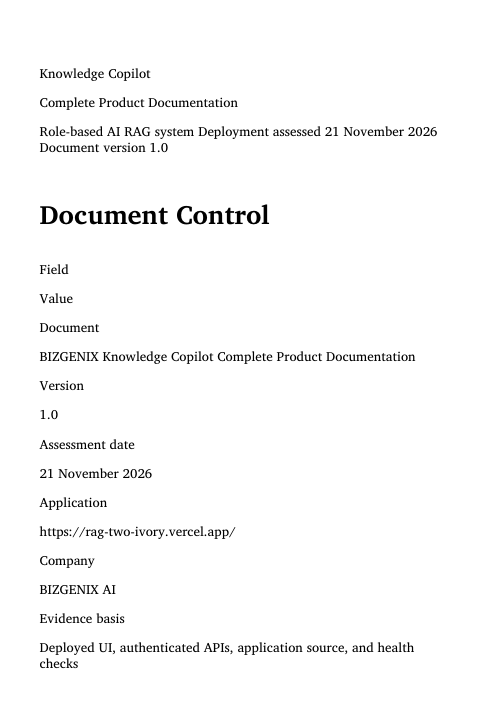 Knowledge Copilot
Complete Product Documentation
Role-based AI RAG system Deployment assessed 21 November 2026
Document version 1.0
Document Control
Field
Value
Document
BIZGENIX Knowledge Copilot Complete Product Documentation
Version
1.0
Assessment date
21 November 2026
Application
https://rag-two-ivory.vercel.app/
Company
BIZGENIX AI
Evidence basis
Deployed UI, authenticated APIs, application source, and health
checks